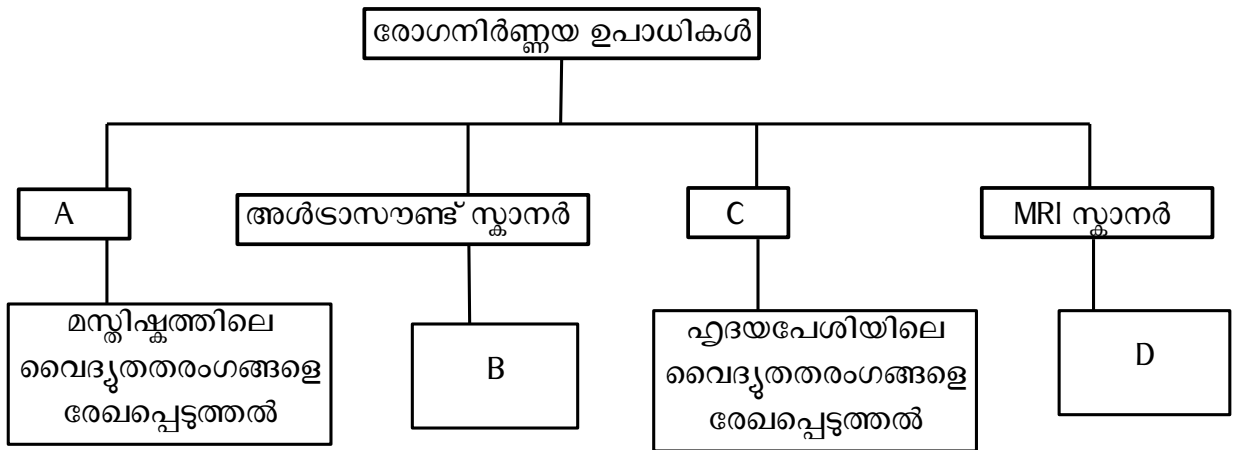 രോഗനിർണ്ണയ ഉപാധികൾ
A
അൾട്രാസൗണ്ട് സ്കാനർ
C
MRI സ്കാനർ
മസ്തിഷ്കത്തിലെ
വൈദ്യുതതരംഗങ്ങളെ
രേഖപ്പെടുത്തൽ
B
ഹൃദയപേശിയിലെ
വൈദ്യുതതരംഗങ്ങളെ
രേഖപ്പെടുത്തൽ
D